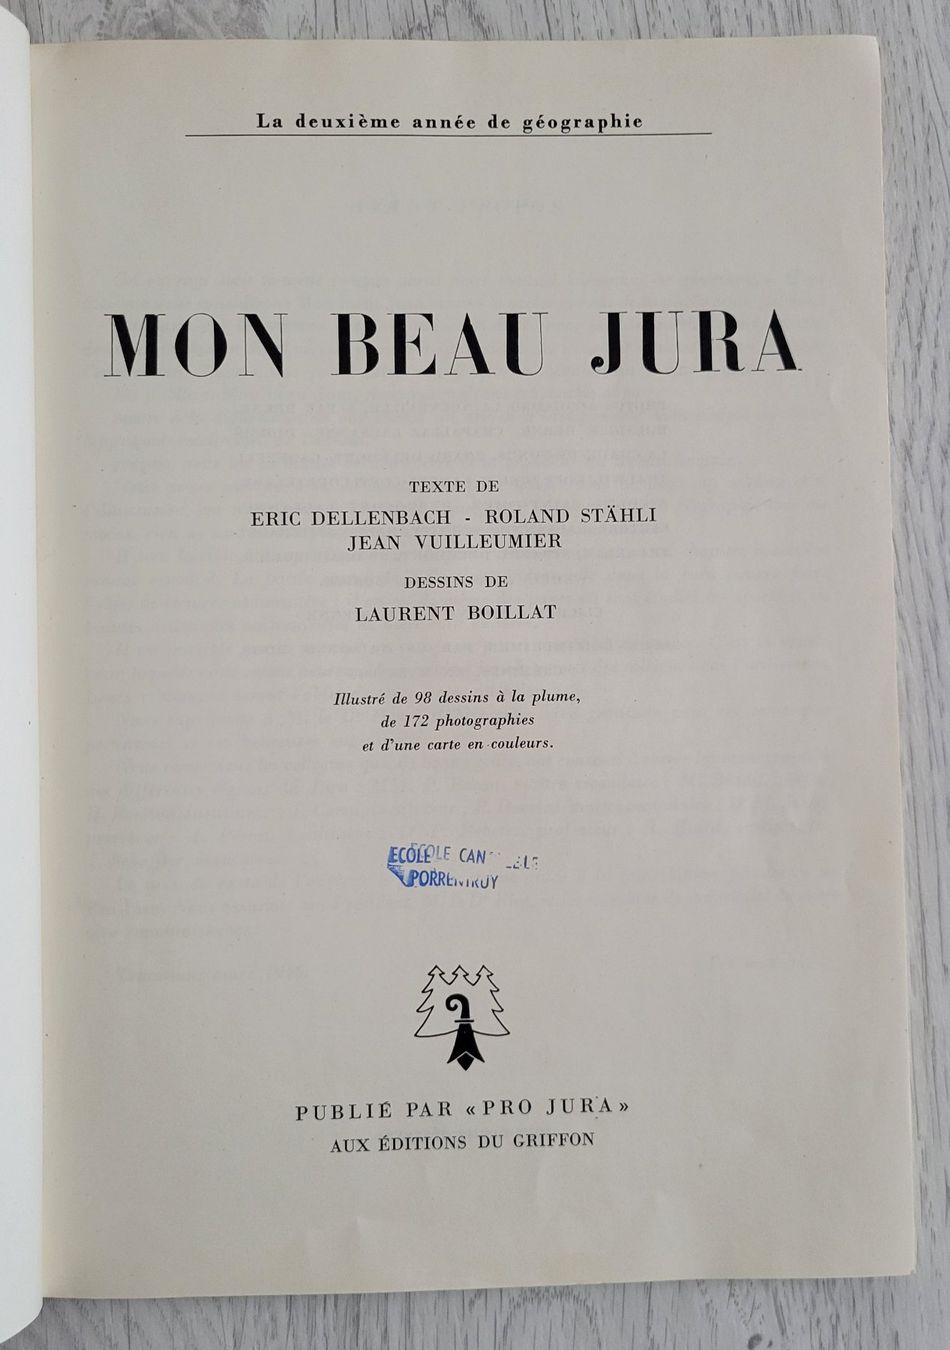 La deuxième année de géographie
MON BEAU JURA
TEXTE DE
ERIC DELLENBACH - ROLAND STÄHLI
JEAN VUILLEUMIER
DESSINS DE
LAURENT BOILLAT
Illustré de 98 dessins à la plume,
de 172 photographies
et d'une carte en couleurs.
ECOLE
PORRENTRUY
PUBLIÉ PAR « PRO JURA »
AUX ÉDITIONS DU GRIFFON